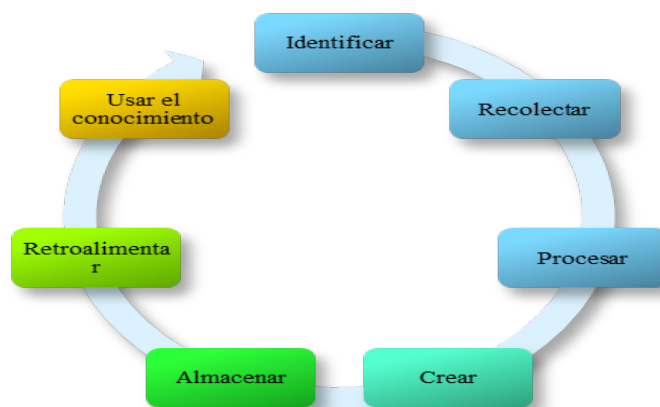 Identificar
Recolectar
Procesar
Crear
Almacenar
Retroalimenta
r
Usar el
conocimiento